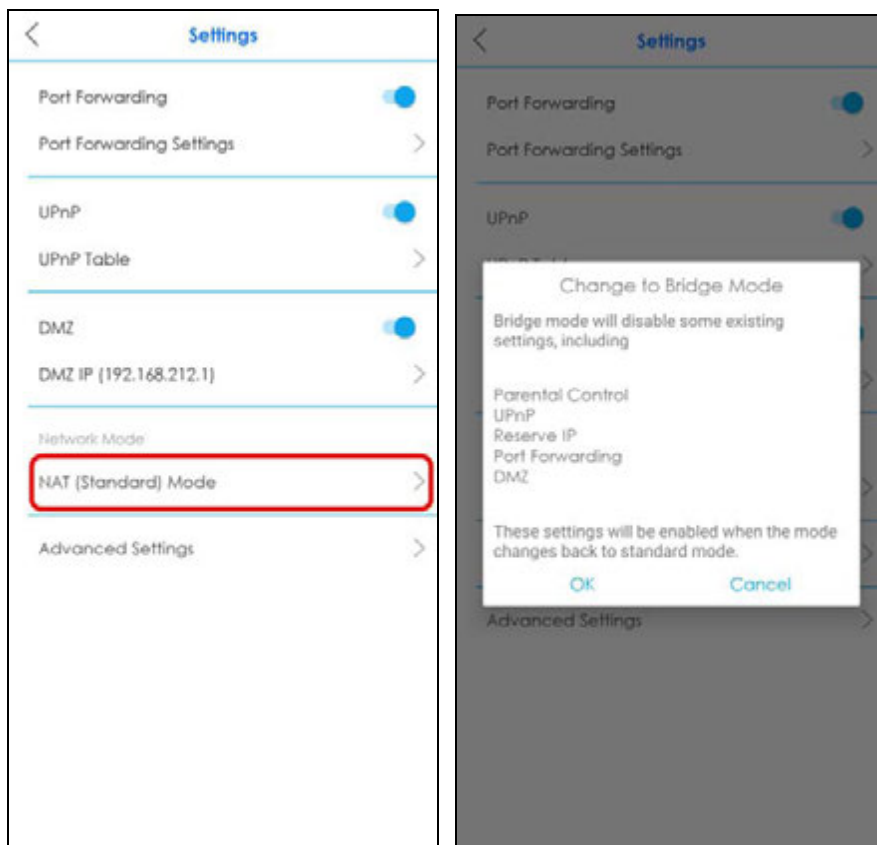 Settings
Port Forwarding
Port Forwarding Settings
UPnP
UPnP Table
DMZ
DMZ IP (192.168.212.1)
Network Mode
NAT (Standard) Mode
Advanced Settings
Settings
Port Forwarding
Port Forwarding Settings
UPnP
Change to Bridge Mode
Bridge mode will disable some existing
settings, including
Parental Control
UPnP
Reserve IP
Port Forwarding
DMZ
These settings will be enabled when the mode
changes back to standard mode.
OK Cancel
Advanced Settings